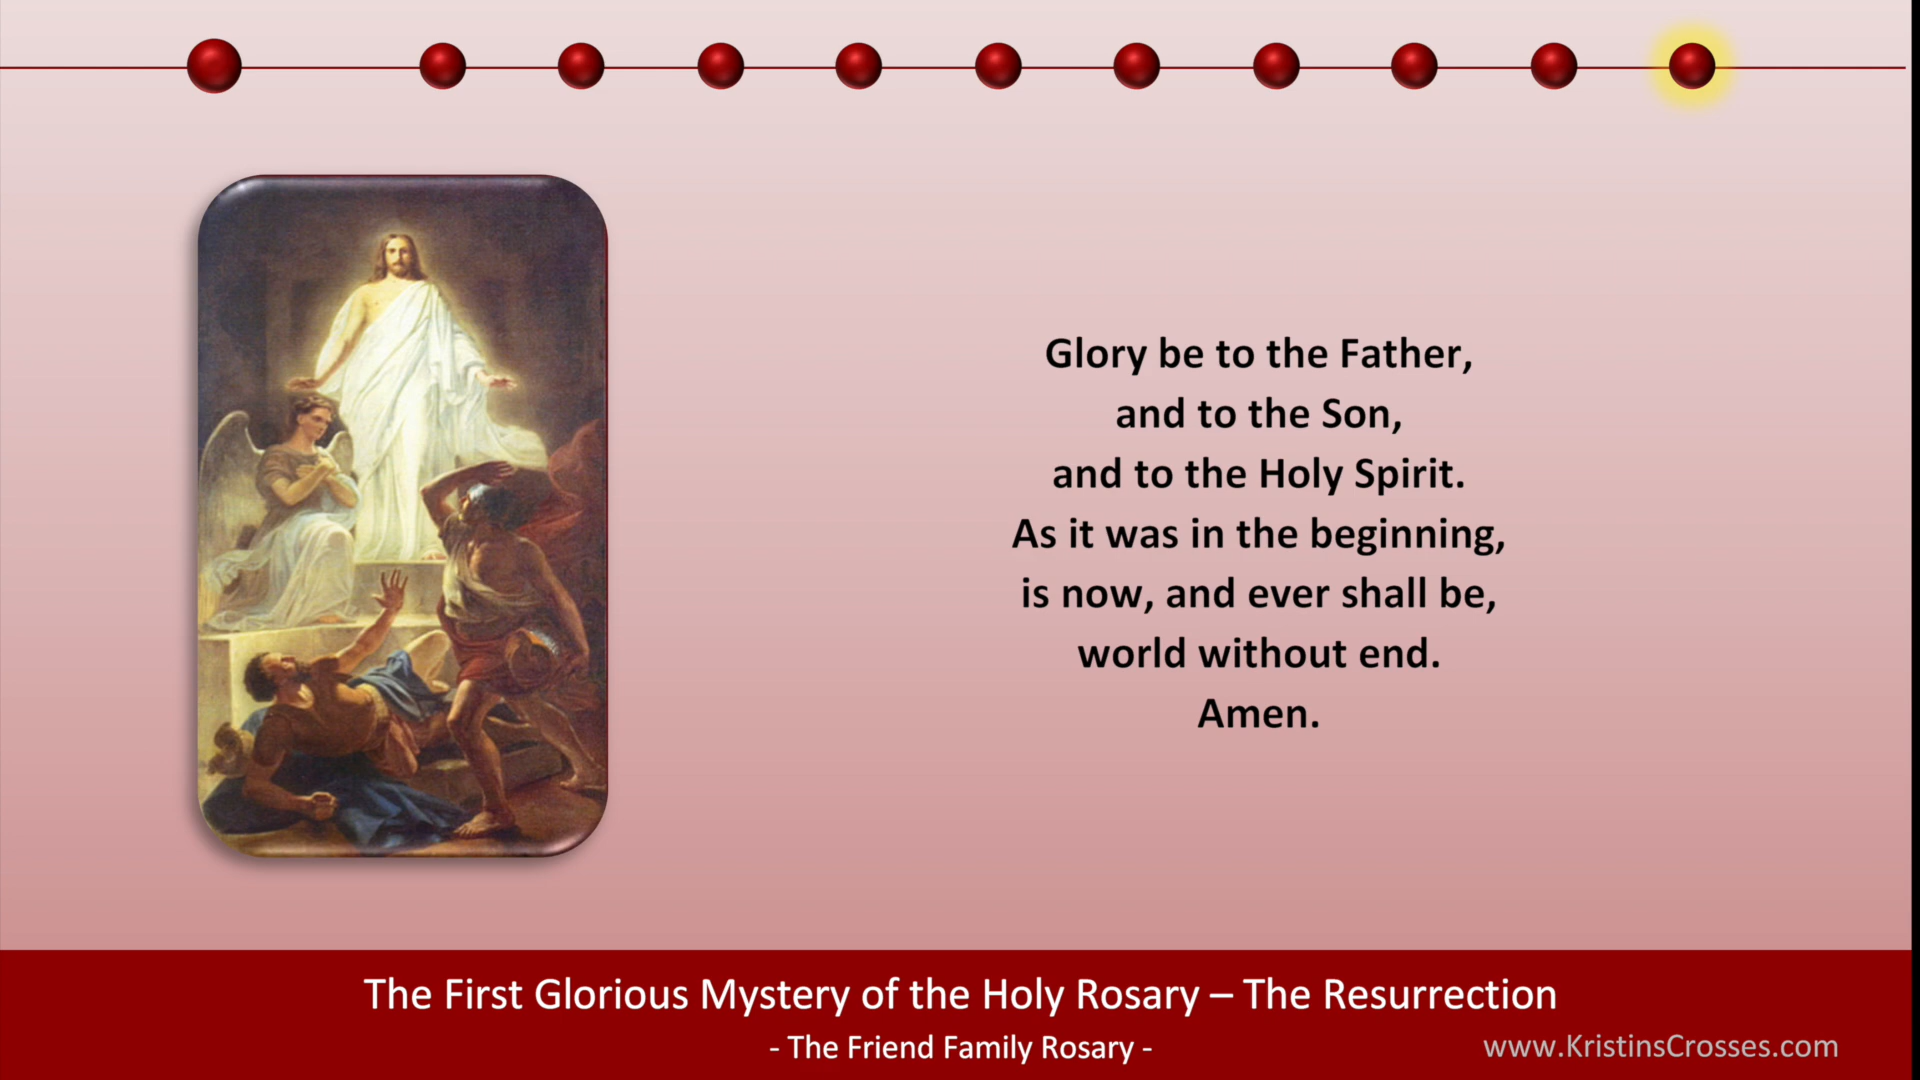 Glory be to the Father,
and to the Son,
and to the Holy Spirit.
As it was in the beginning,
is now, and ever shall be,
world without end.
Amen.
The First Glorious Mystery of the Holy Rosary – The Resurrection
- The Friend Family Rosary -
www.KristinsCrosses.com